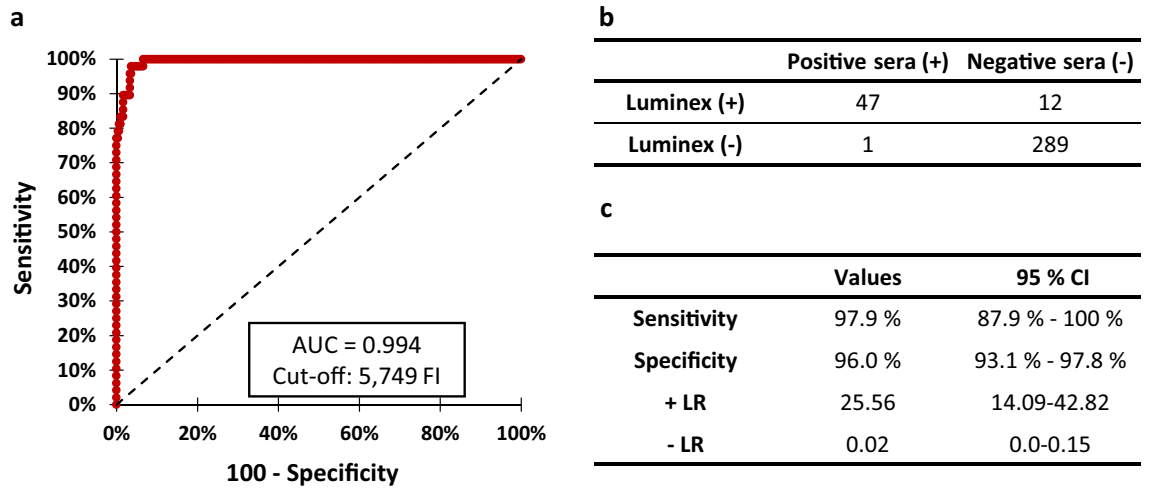 a
Sensitivity
100%
90%
80%
70%
60%
50%
40%
30%
20%
10%
0%
AUC = 0.994
Cut-off: 5,749 FI
0% 20% 40% 60% 80% 100%
100 - Specificity
b
Positive sera (+) Negative sera (-)
Luminex (+) 47 12
Luminex (-) 1 289
c
Values 95 % CI
Sensitivity 97.9 % 87.9 % - 100 %
Specificity 96.0 % 93.1 % - 97.8 %
+ LR 25.56 14.09-42.82
- LR 0.02 0.0-0.15